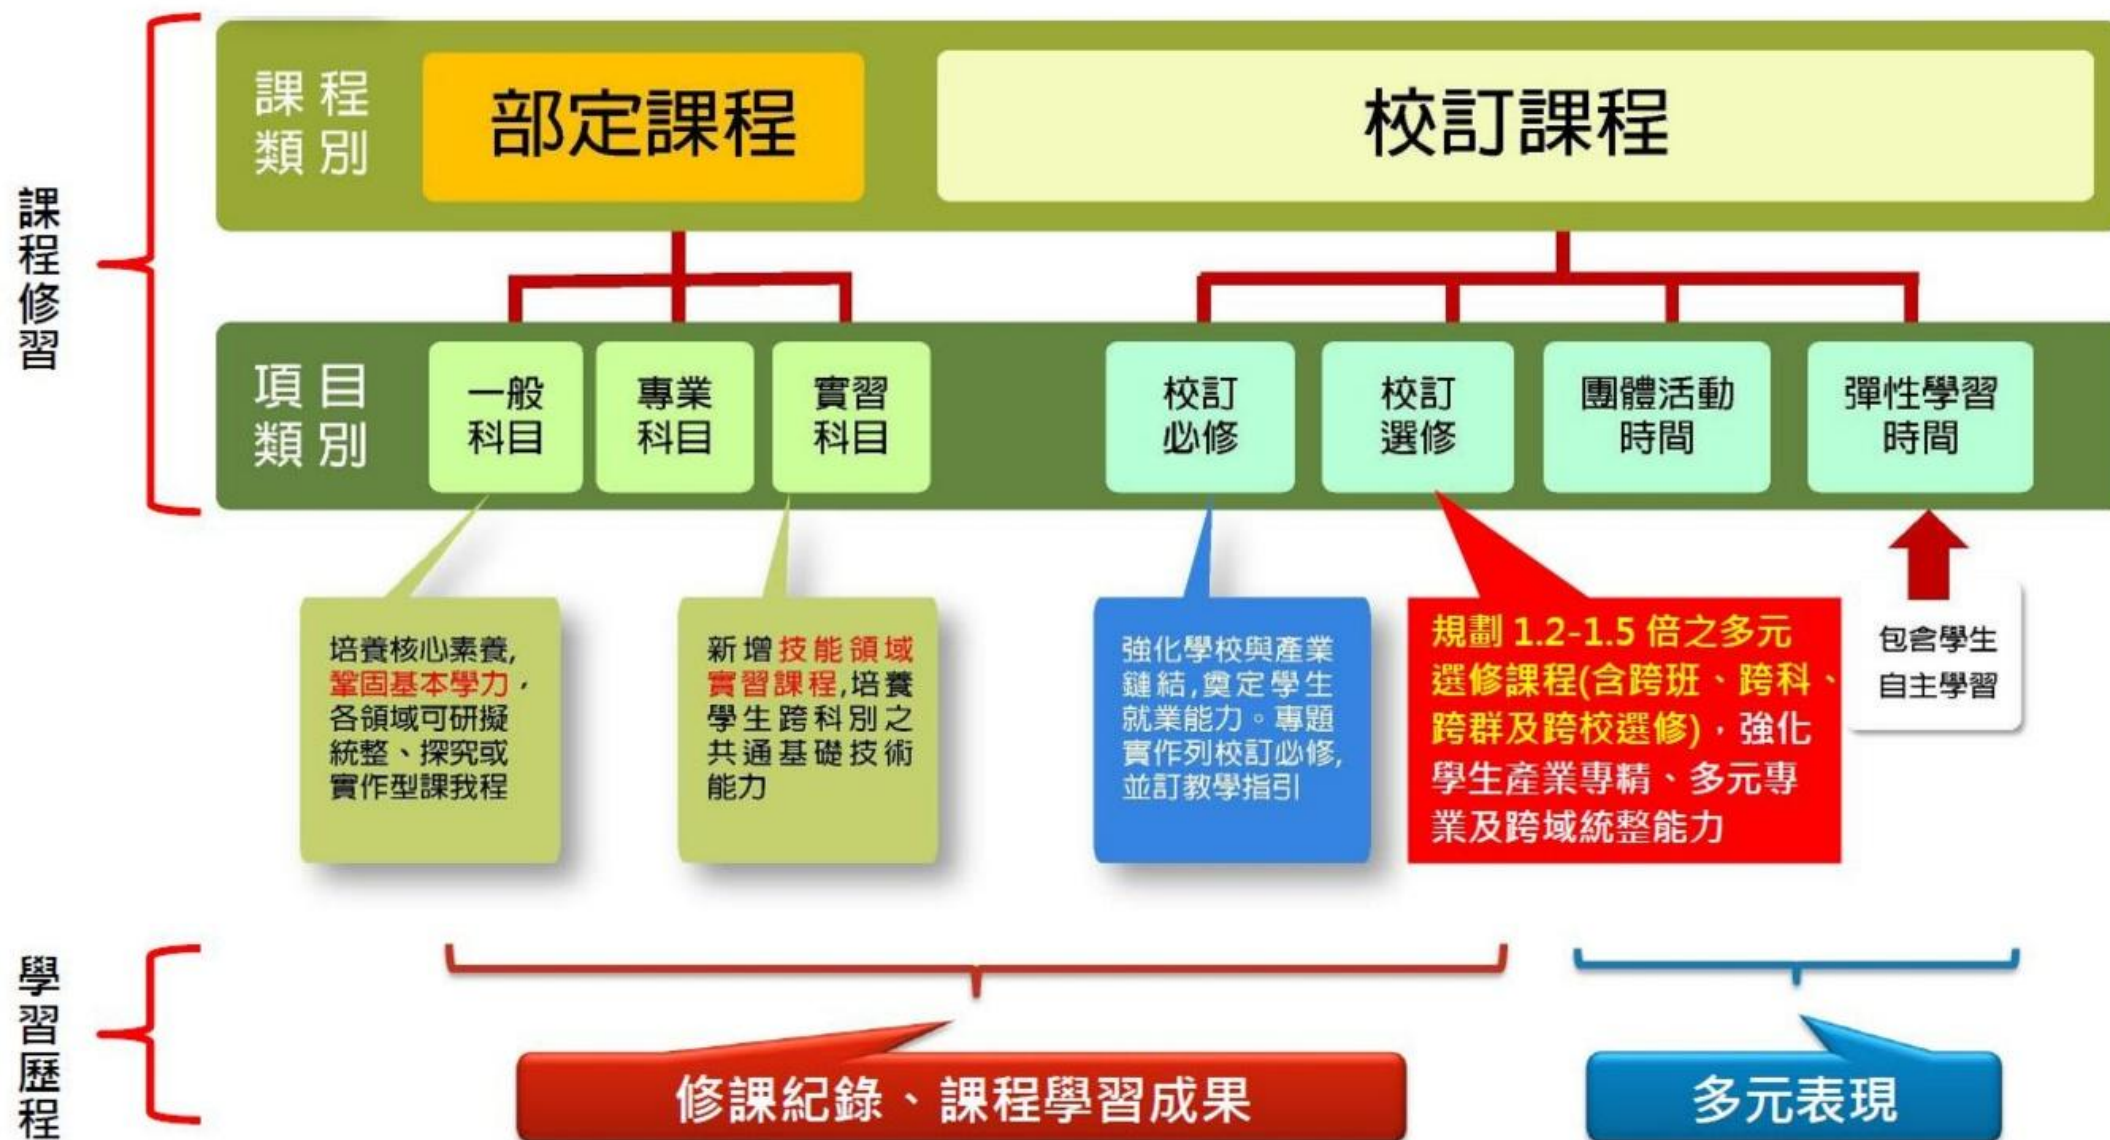 課程修習
課程
類別
部定課程
校訂課程
項目
類別
一般
科目
專業
科目
實習
科目
校訂
必修
校訂
選修
團體活動
時間
彈性學習
時間
培養核心素養,
鞏固基本學力，
各領域可研擬
統整、探究或
實作型課我程
新增技能領域
實習課程,培養
學生跨科別之
共通基礎技術
能力
強化學校與產業
鏈結,奠定學生
就業能力。專題
實作列校訂必修,
並訂教學指引
規劃 1.2-1.5 倍之多元
選修課程(含跨班、跨科、
跨群及跨校選修)，強化
學生產業專精、多元專
業及跨域統整能力
包含學生
自主學習
學習歷程
修課紀錄、課程學習成果
多元表現